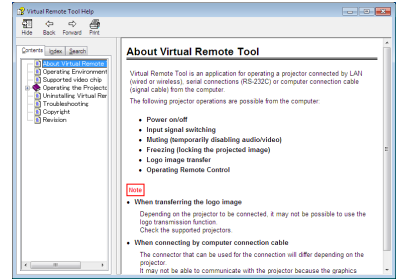 Virtual Remote Tool Help
Hide Back Forward Print
Contents Index Search
About Virtual Remote
Operating Environment
Supported video chip
Operating the Projecto
Uninstalling Virtual Rer
Troubleshooting
Copyright
Revision
About Virtual Remote Tool
Virtual Remote Tool is an application for operating a projector connected by LAN
(wired or wireless), serial connections (RS-232C) or computer connection cable
(signal cable) from the computer.
The following projector operations are possible from the computer:
• Power on/off
• Input signal switching
• Muting (temporarily disabling audio/video)
• Freezing (locking the projected image)
• Logo image transfer
• Operating Remote Control
Note
• When transferring the logo image
Depending on the projector to be connected, it may not be possible to use the
logo transmission function.
Check the supported projectors.
• When connecting by computer connection cable
The connector that can be used for the connection will differ depending on the
projector.
It may not be able to communicate with the projector because the graphics